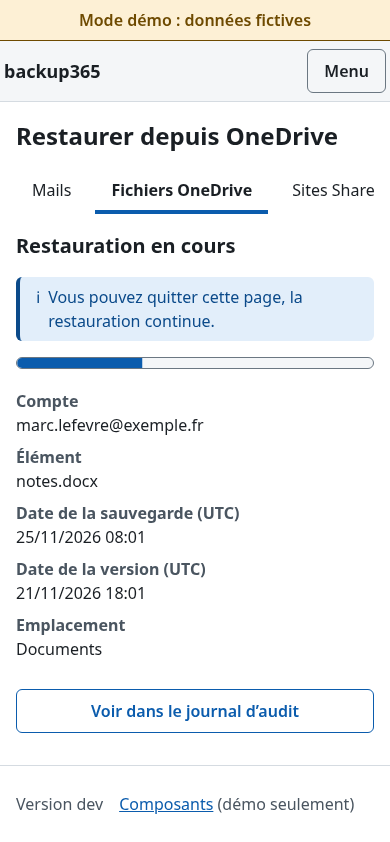 Mode démo : données fictives
backup365
Menu
Restaurer depuis OneDrive
Mails
Fichiers OneDrive
Sites Share
Restauration en cours
i Vous pouvez quitter cette page, la
restauration continue.
Compte
marc.lefevre@exemple.fr
Élément
notes.docx
Date de la sauvegarde (UTC)
25/11/2026 08:01
Date de la version (UTC)
21/11/2026 18:01
Emplacement
Documents
Voir dans le journal d’audit
Version dev Composants (démo seulement)